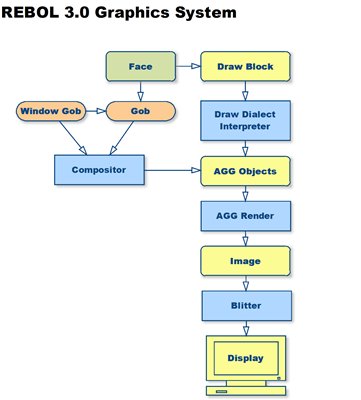 REBOL 3.0 Graphics System
Face
Draw Block
Window Gob
Gob
Draw Dialect
Interpreter
Compositor
AGG Objects
AGG Render
Image
Blitter
Display